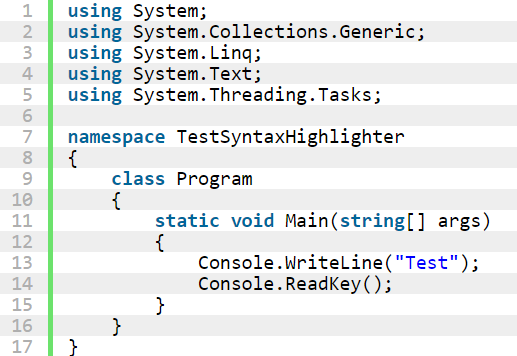 1 using System;
2 using System.Collections.Generic;
3 using System.Linq;
4 using System.Text;
5 using System.Threading.Tasks;
6
7 namespace TestSyntaxHighlighter
8 {
9     class Program
10     {
11         static void Main(string[] args)
12         {
13             Console.WriteLine("Test");
14             Console.ReadKey();
15         }
16     }
17 }